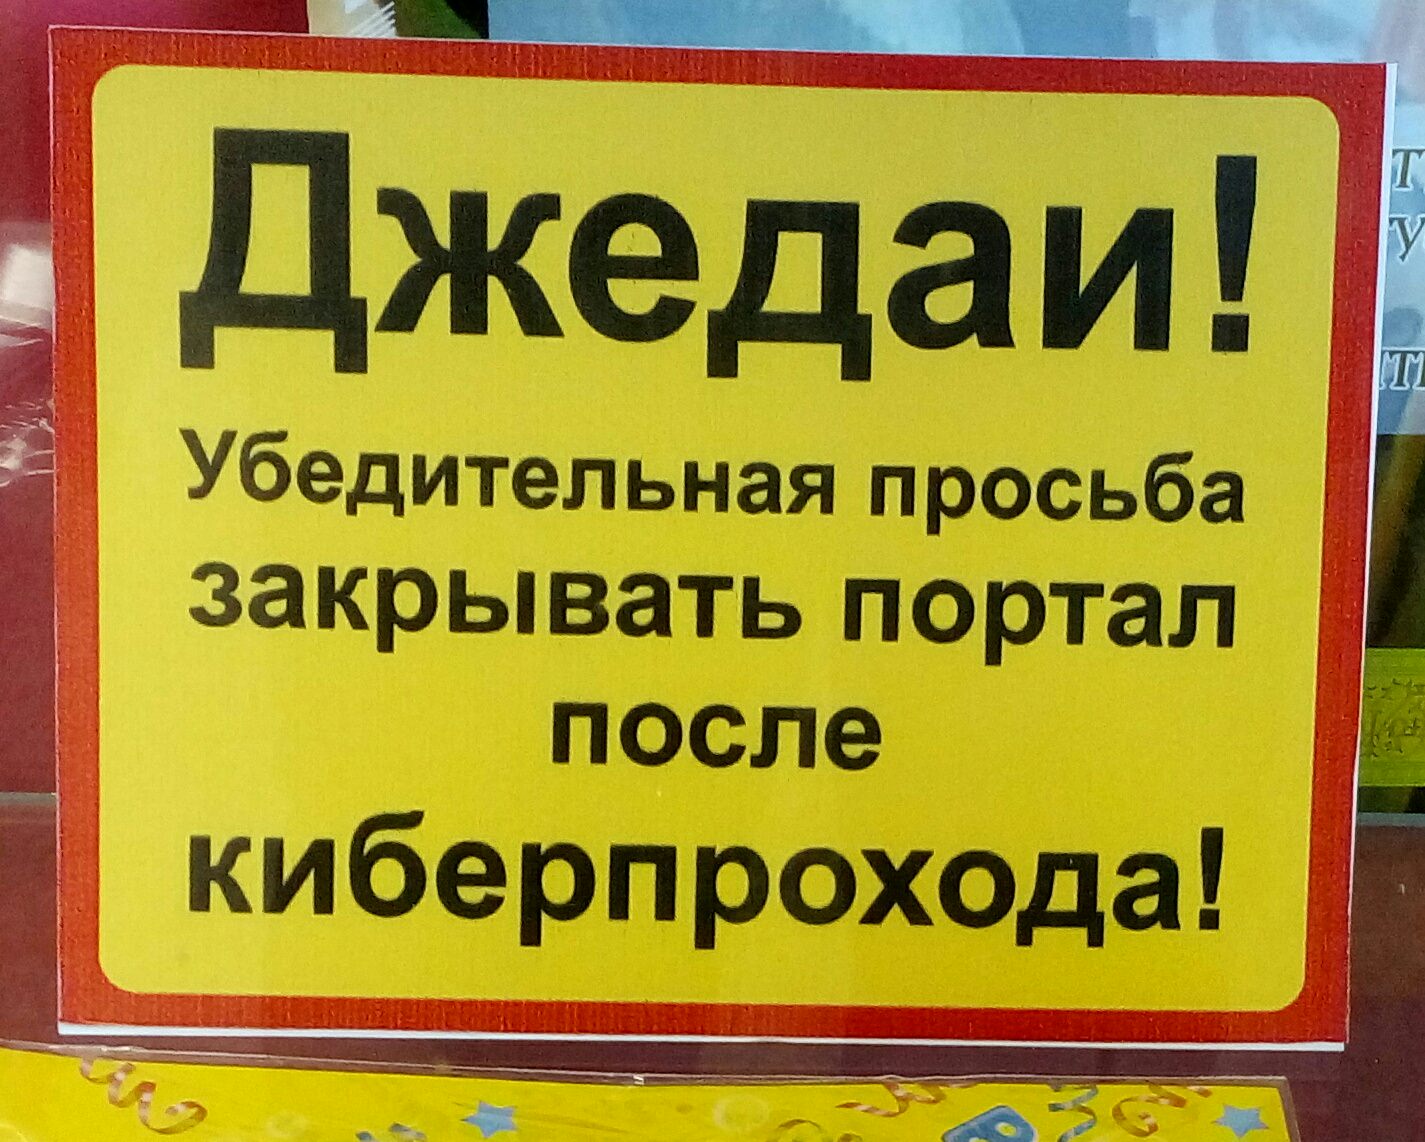 Джедаи!
Убедительная просьба
закрывать портал
после
киберпрохода!